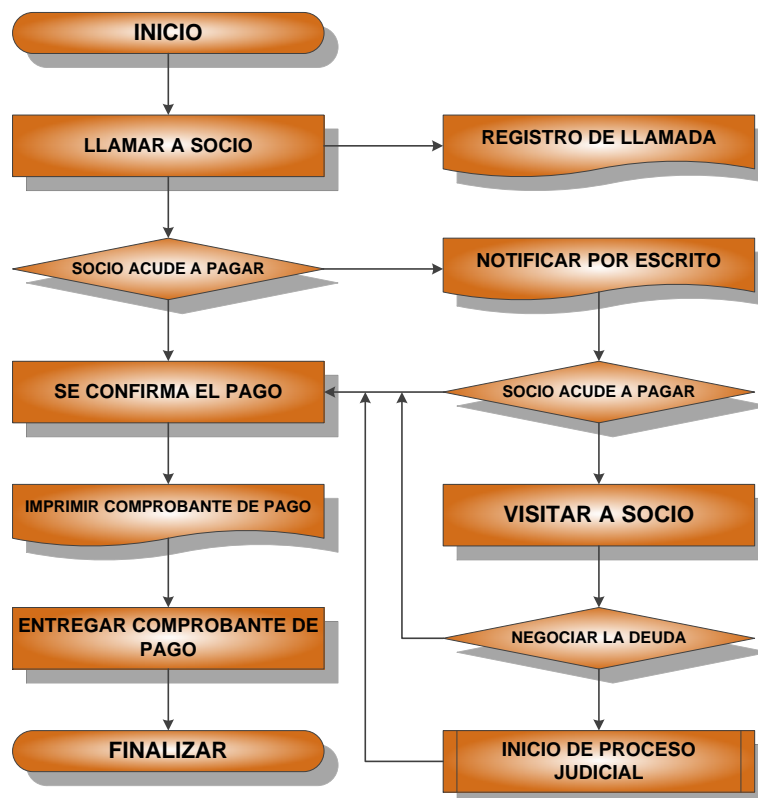 INICIO
LLAMAR A SOCIO
REGISTRO DE LLAMADA
SOCIO ACUDE A PAGAR
NOTIFICAR POR ESCRITO
SE CONFIRMA EL PAGO
SOCIO ACUDE A PAGAR
IMPRIMIR COMPROBANTE DE PAGO
VISITAR A SOCIO
ENTREGAR COMPROBANTE DE
PAGO
NEGOCIAR LA DEUDA
FINALIZAR
INICIO DE PROCESO
JUDICIAL